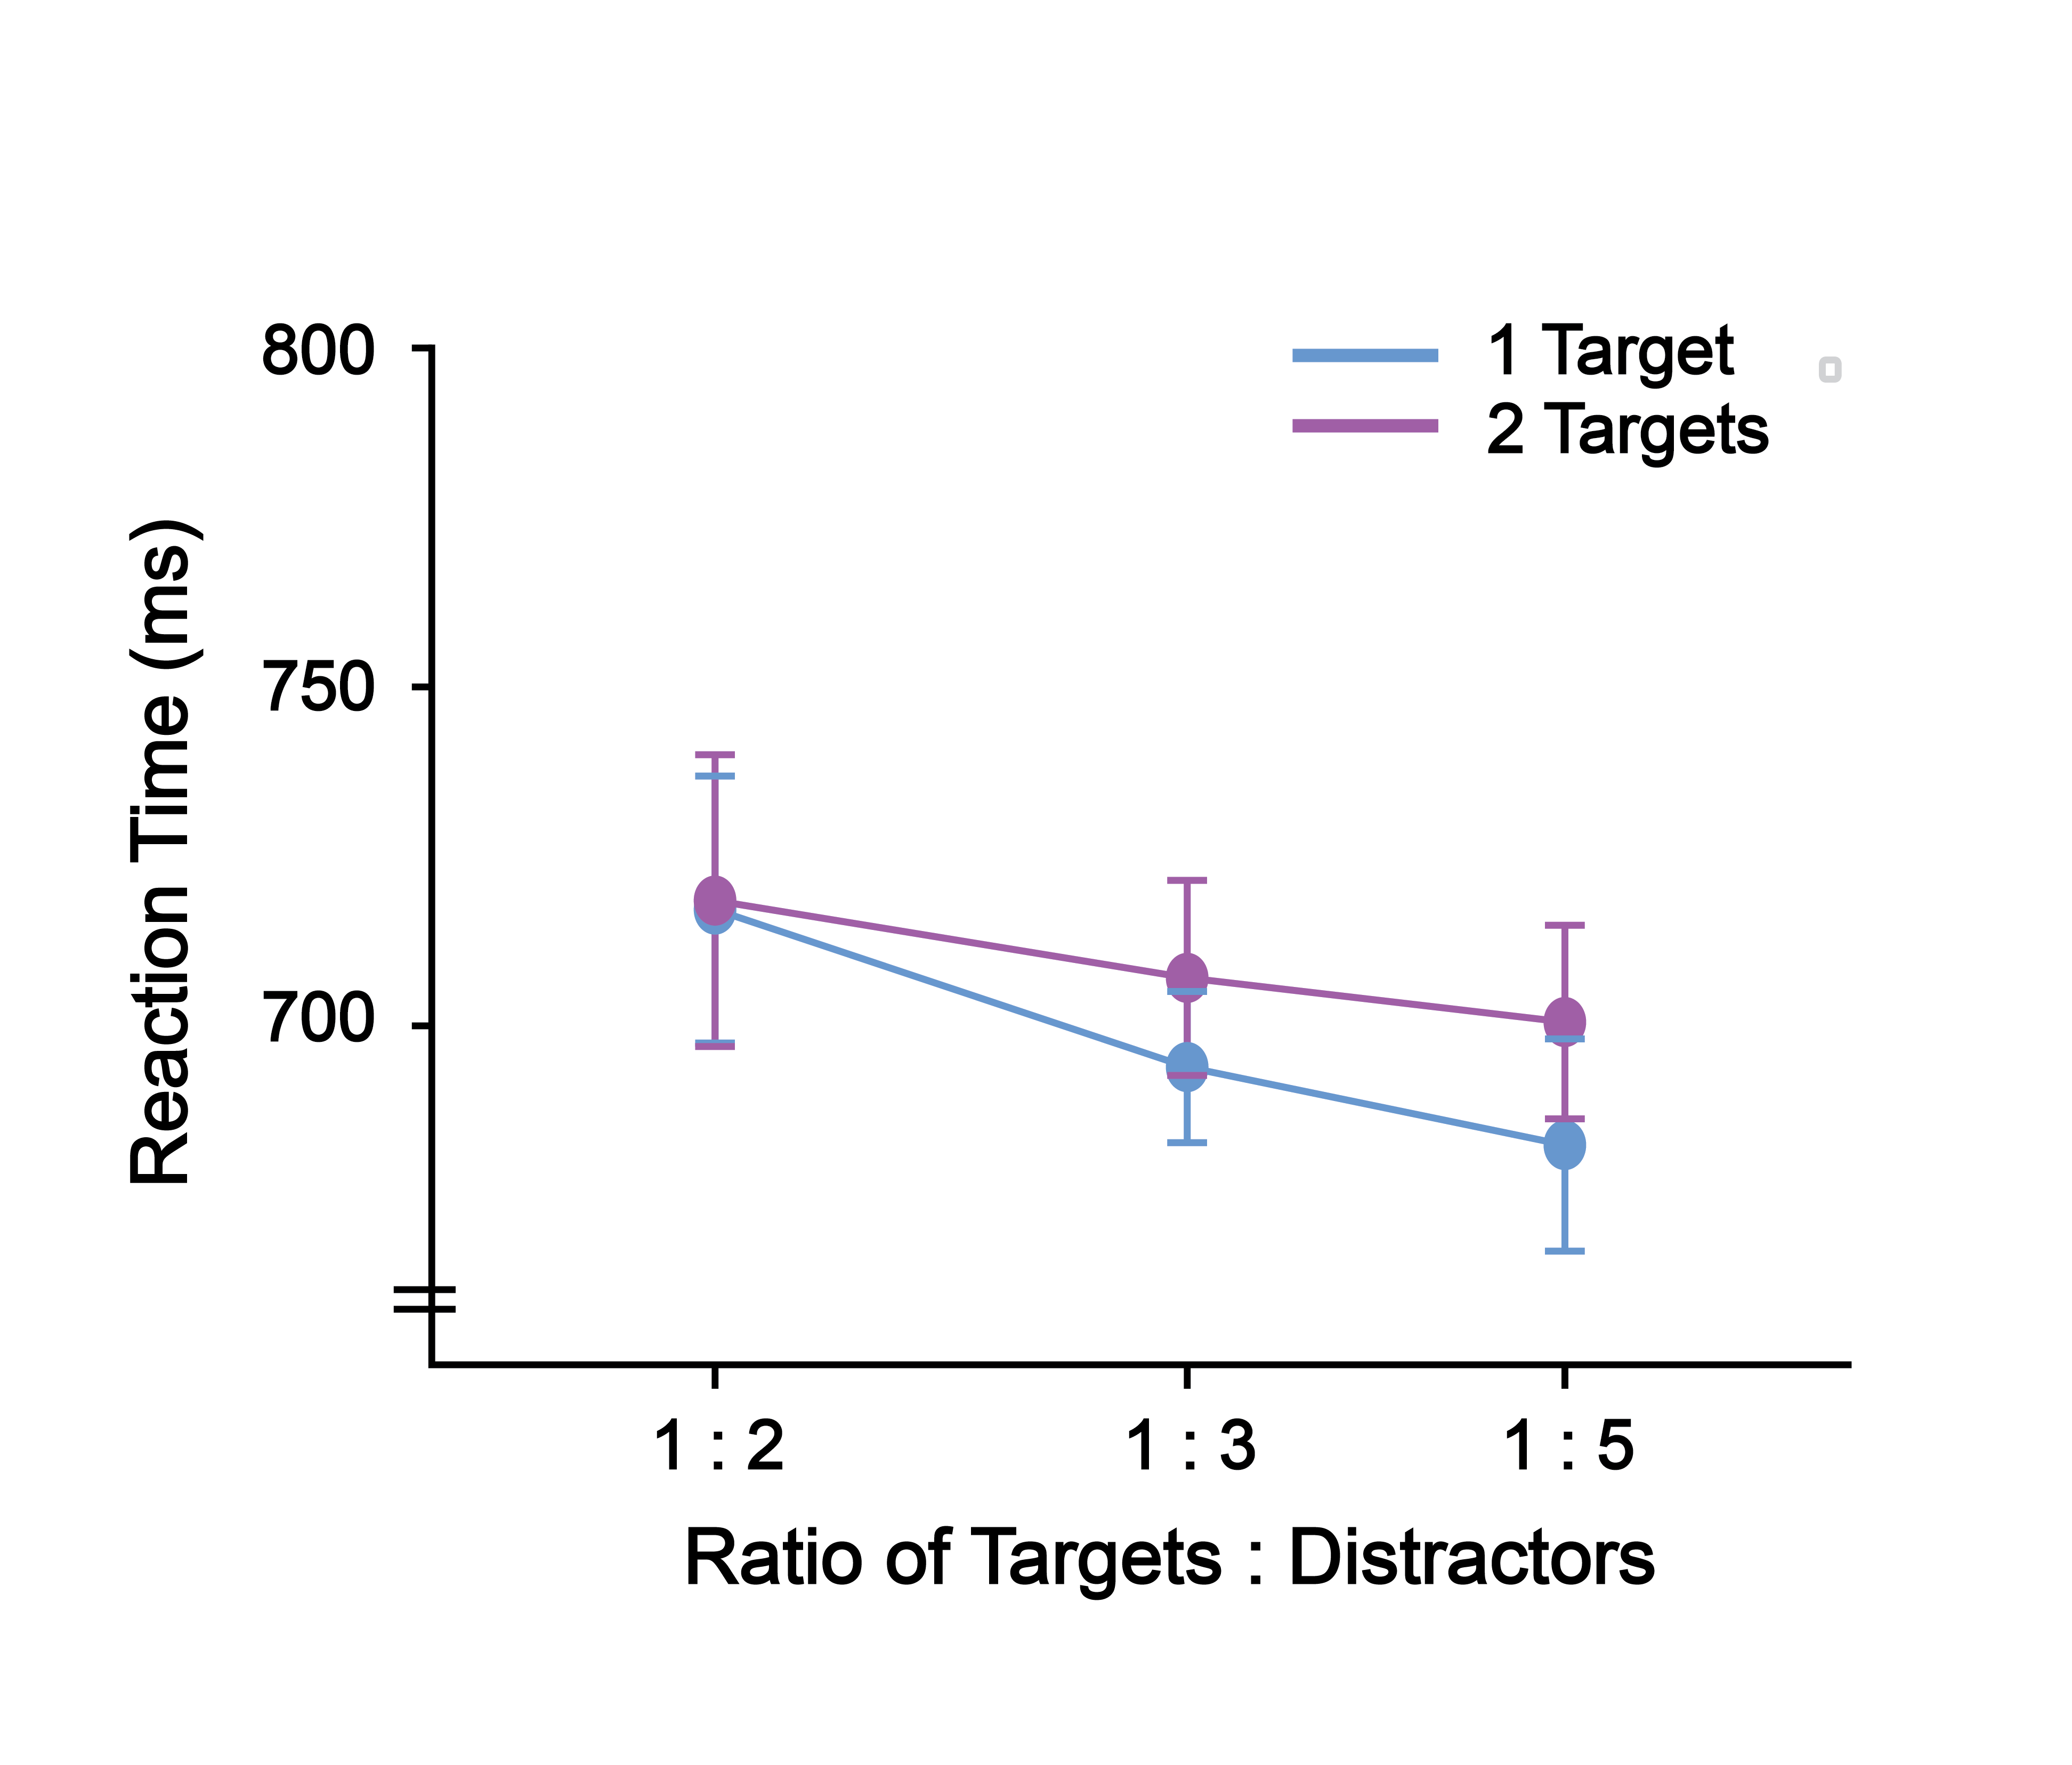 800
750
700
Reaction Time (ms)
1 Target
2 Targets
1 : 2
1 : 3
1 : 5
Ratio of Targets : Distractors